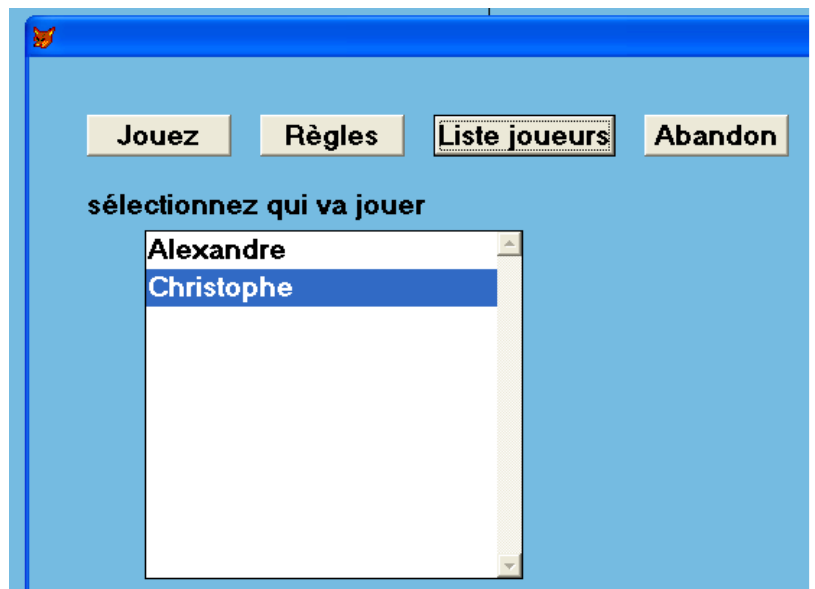 Jouez Règles Liste joueurs Abandon
sélectionnez qui va jouer
Alexandre
Christophe